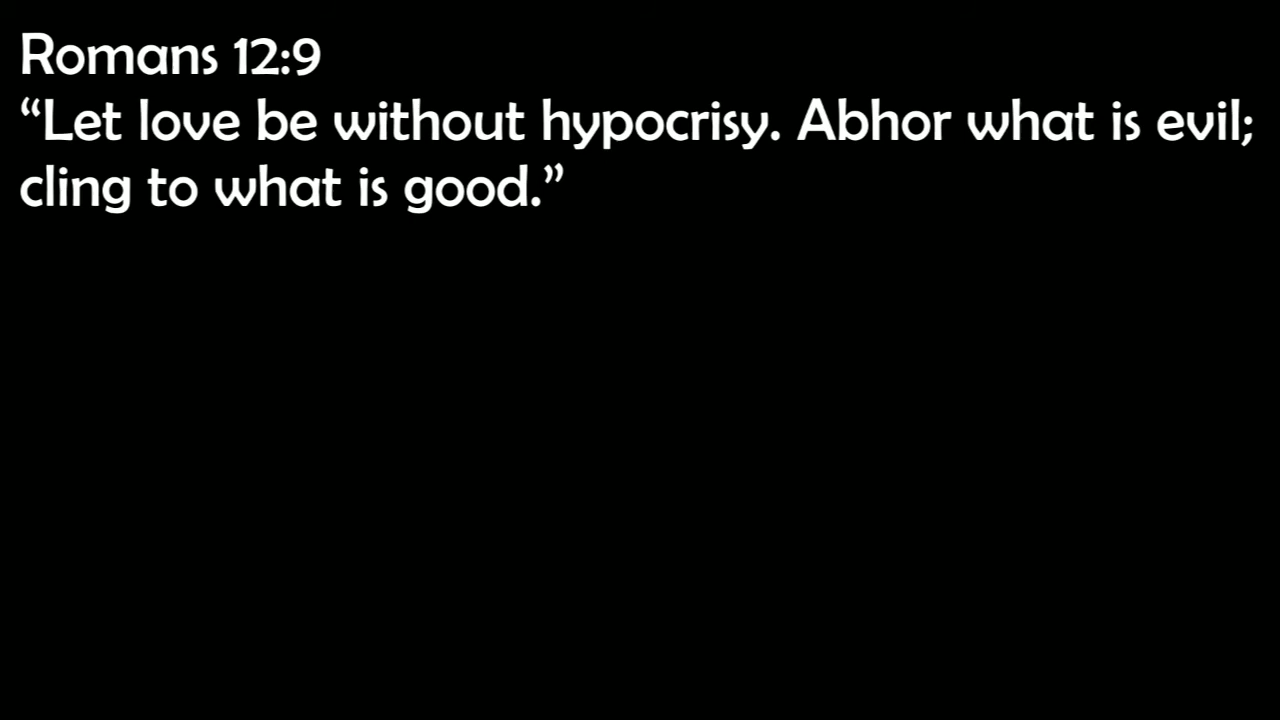 Romans 12:9
“Let love be without hypocrisy. Abhor what is evil;
cling to what is good.”